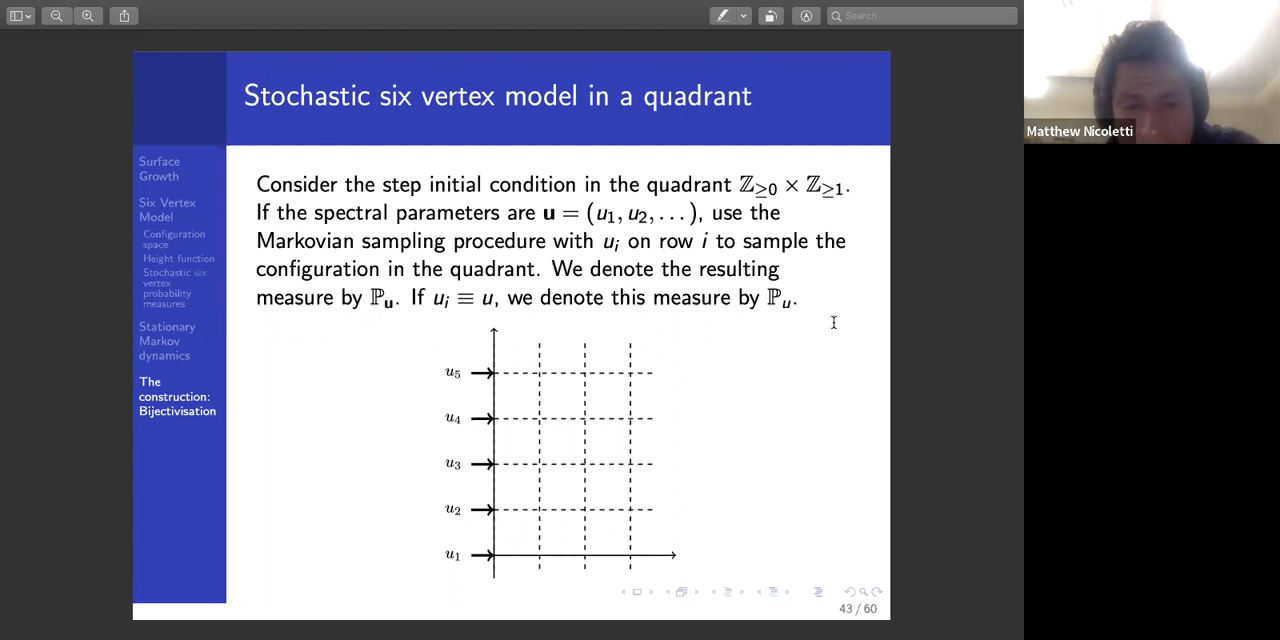 Search
Matthew Nicoletti
Stochastic six vertex model in a quadrant
Surface
Growth
Six Vertex
Model
Configuration
space
Height function
Stochastic six
vertex
probability
measures
Stationary
Markov
dynamics
The
construction:
Bijectivisation
Consider the step initial condition in the quadrant ℤ≥0 × ℤ≥1.
If the spectral parameters are u = (u₁, u₂, . . . ), use the
Markovian sampling procedure with uᵢ on row i to sample the
configuration in the quadrant. We denote the resulting
measure by ℙ𝐮. If uᵢ ≡ u, we denote this measure by ℙᵤ.
u₅
u₄
u₃
u₂
u₁
43 / 60